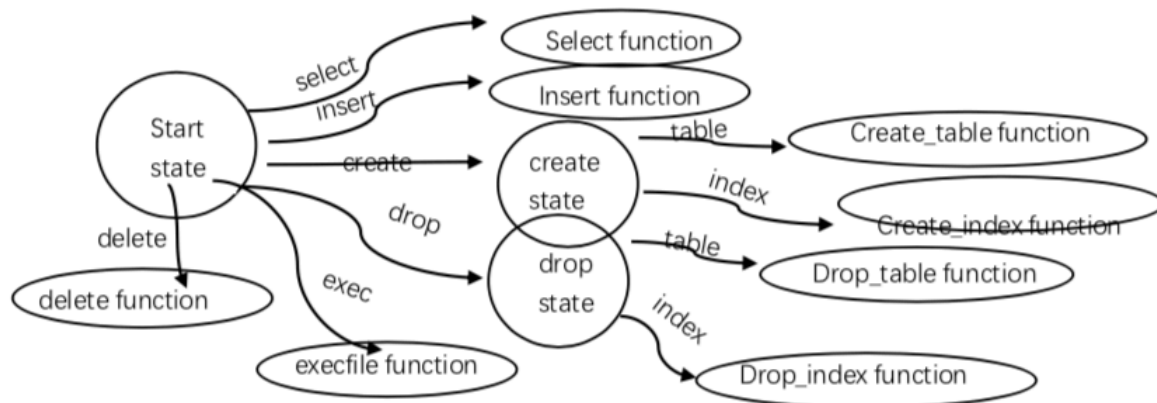 Select function
select
Insert function
insert
Start
state
create
create
state
table
Create_table function
index
Create_index function
drop
drop
state
table
Drop_table function
index
Drop_index function
delete
delete function
exec
execfile function